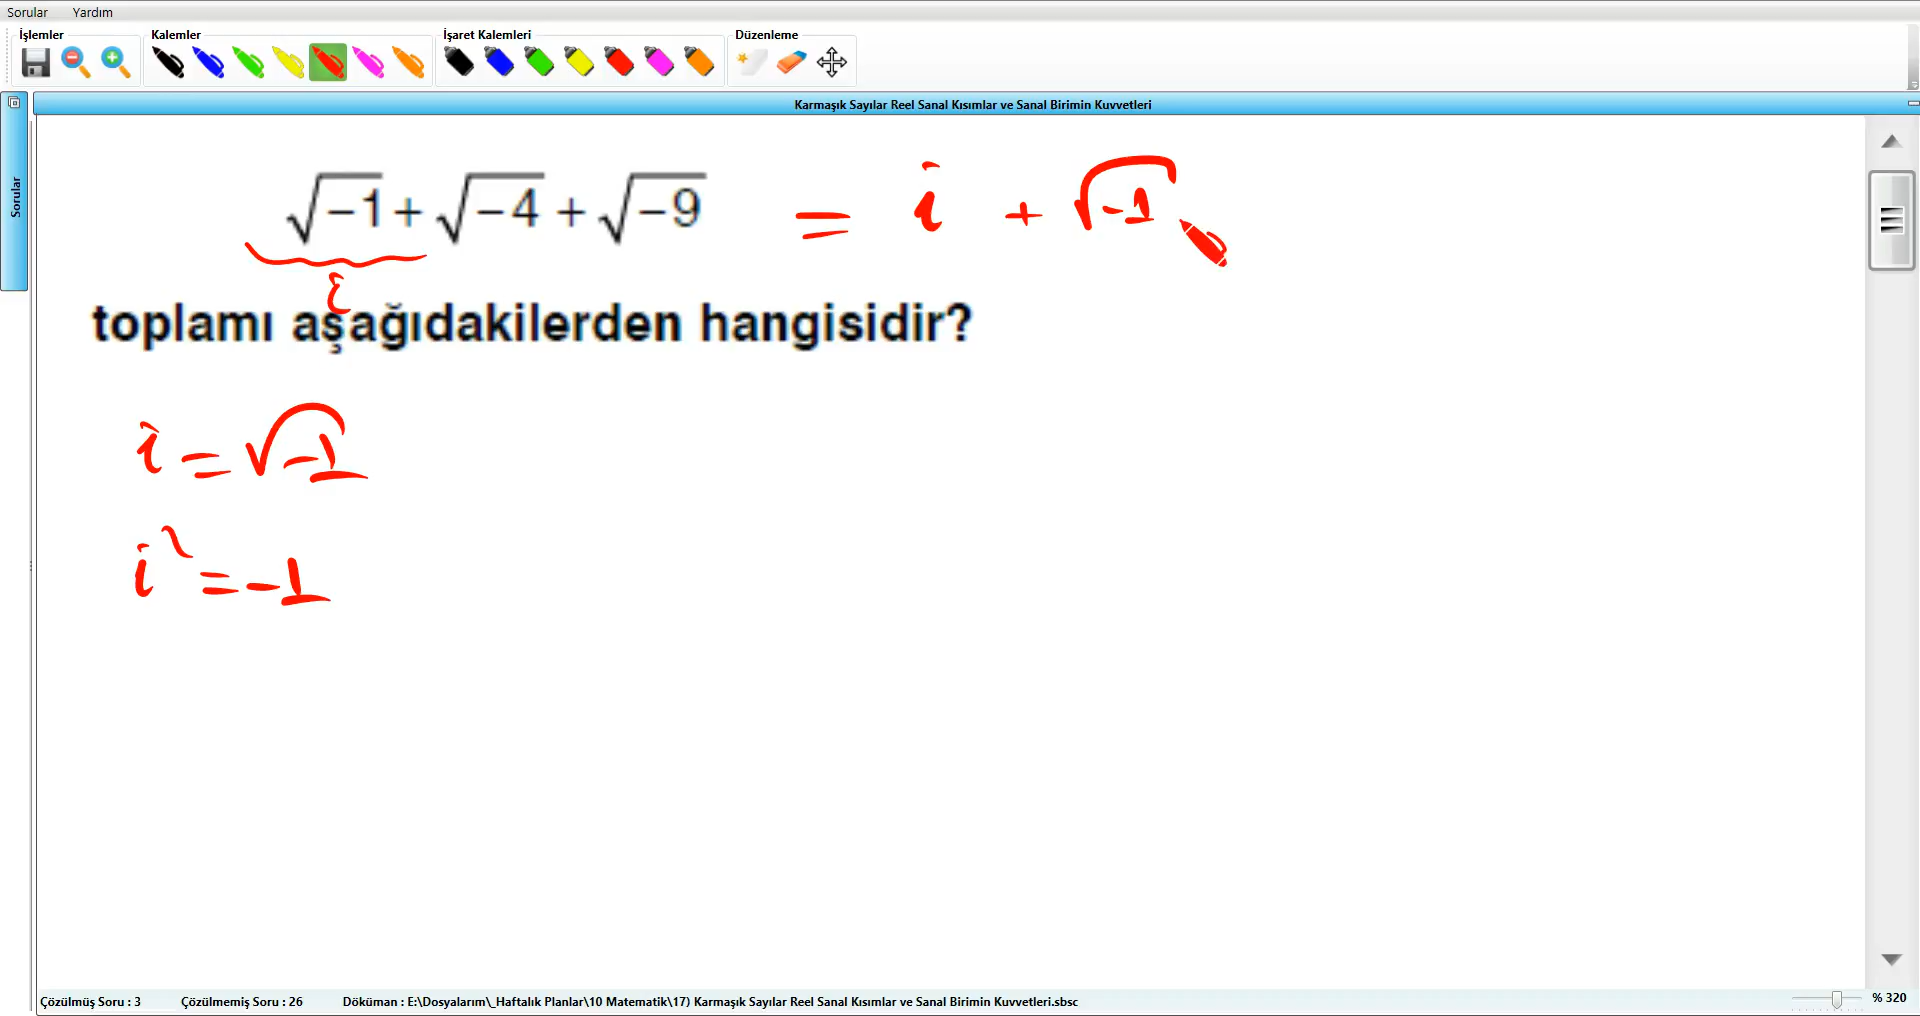 Sorular Yardım
İşlemler Kalemler İşaret Kalemleri Düzenleme
Karmaşık Sayılar Reel Sanal Kısımlar ve Sanal Birimin Kuvvetleri
Sorular
√-1 + √-4 + √-9 = i + √-1
i
toplamı aşağıdakilerden hangisidir?
i = √-1
i² = -1
Çözülmüş Soru : 3 Çözülmemiş Soru : 26 Döküman : E:\Dosyalarım\_Haftalık Planlar\10 Matematik\17) Karmaşık Sayılar Reel Sanal Kısımlar ve Sanal Birimin Kuvvetleri.sbsc % 320